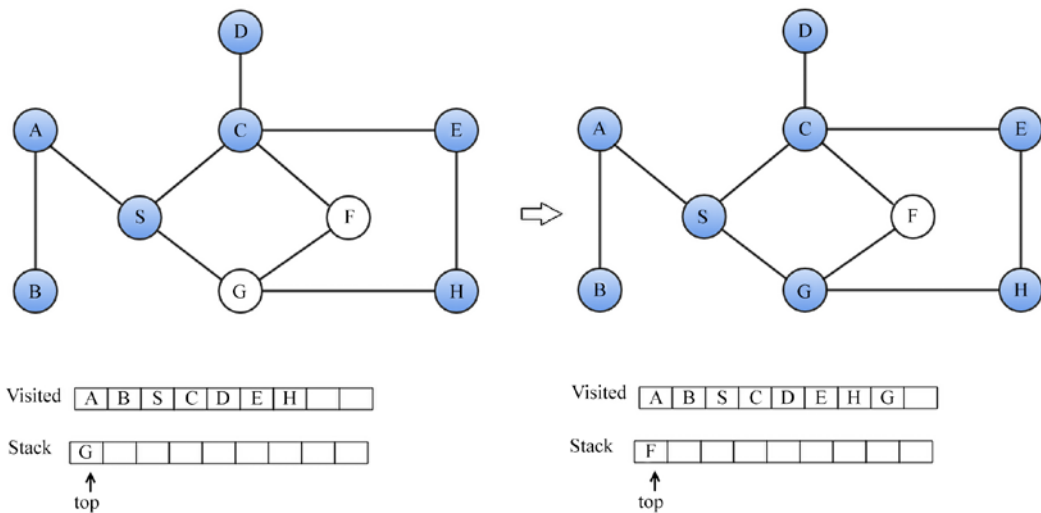 D D
A C E A C E
S F S F
B G H B G H
Visited A B S C D E H Visited A B S C D E H G
Stack G Stack F
top top